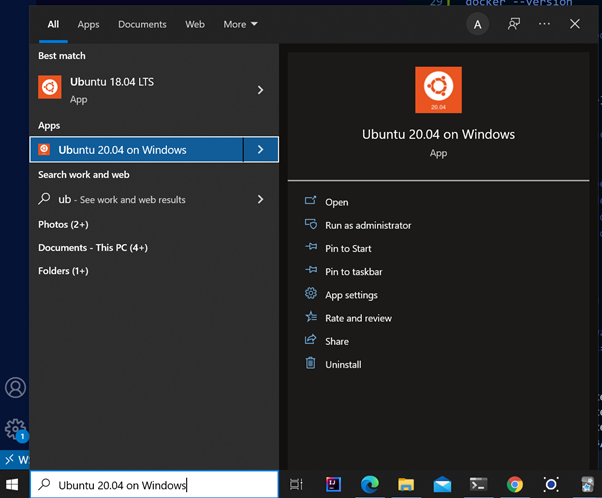 29 docker --version
All Apps Documents Web More A
Best match
Ubuntu 18.04 LTS
App
Apps
Ubuntu 20.04 on Windows
Search work and web
ub - See work and web results
Photos (2+)
Documents - This PC (4+)
Folders (1+)
20.04
Ubuntu 20.04 on Windows
App
Open
Run as administrator
Pin to Start
Pin to taskbar
App settings
Rate and review
Share
Uninstall
1
Ubuntu 20.04 on Windows